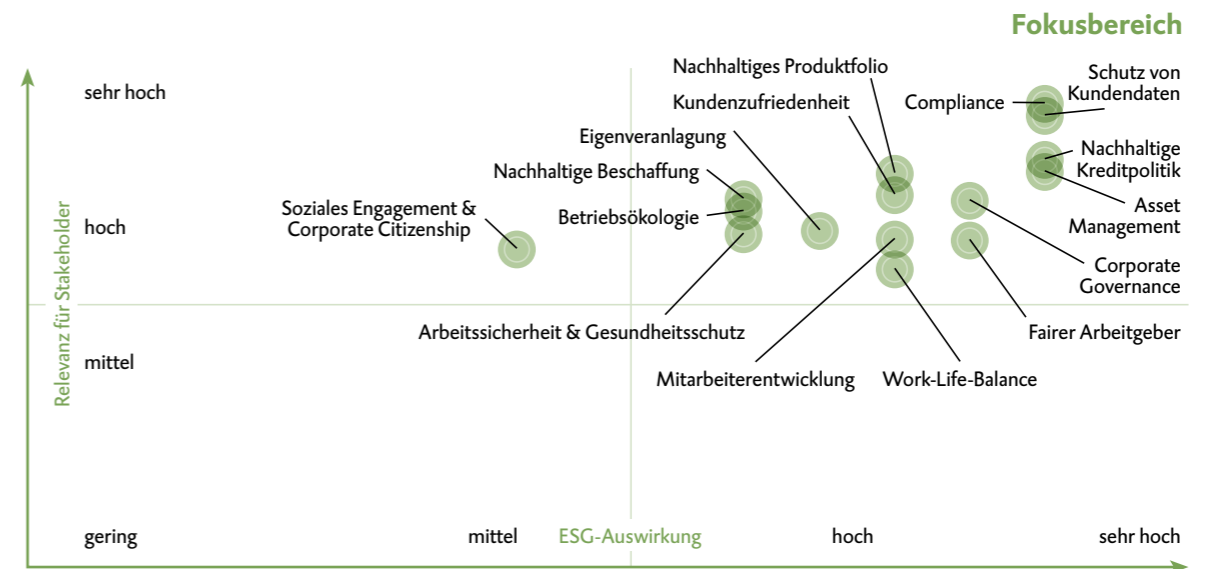 Fokusbereich
sehr hoch
Nachhaltiges Produktfolio
Schutz von
Kundendaten
Kundenzufriedenheit
Compliance
Eigenveranlagung
Nachhaltige Beschaffung
Nachhaltige
Kreditpolitik
Soziales Engagement &
Corporate Citizenship
Betriebsökologie
hoch
Asset
Management
Corporate
Governance
Relevanz für Stakeholder
Arbeitssicherheit & Gesundheitsschutz
Fairer Arbeitgeber
mittel
Mitarbeiterentwicklung
Work-Life-Balance
gering
mittel
ESG-Auswirkung
hoch
sehr hoch